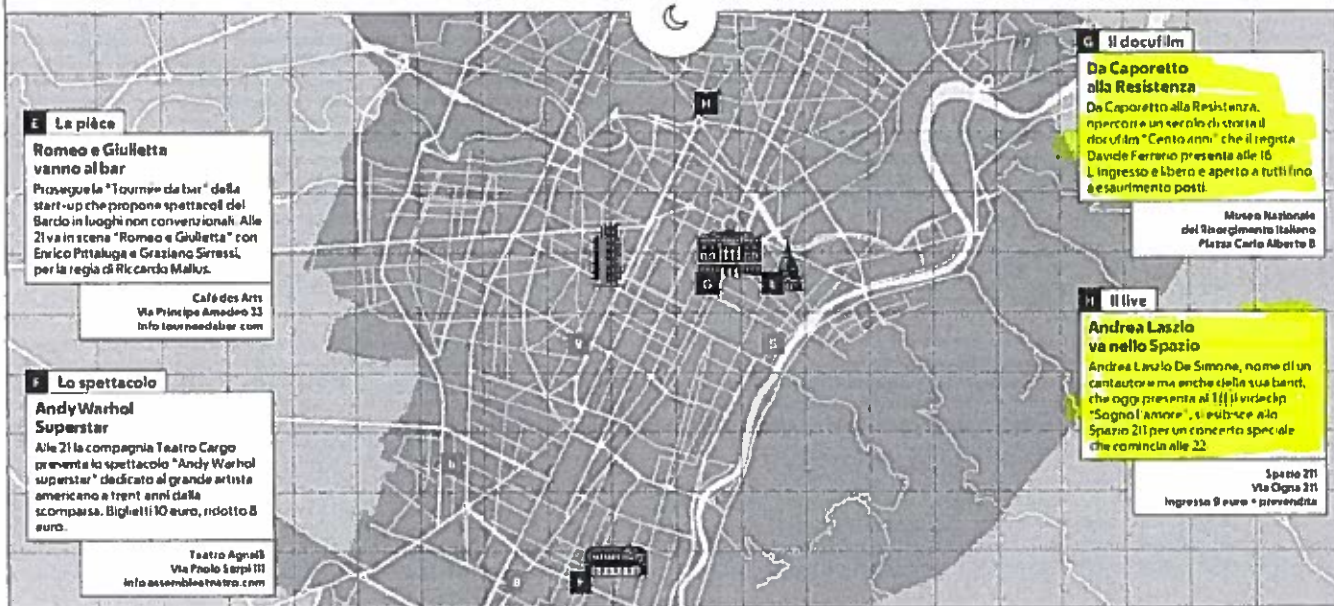 E La pièce
Romeo e Giulietta
vanno al bar
Prosegue la "Tournée da bar" della
start-up che propone spettacoli del
Bardo in luoghi non convenzionali. Alle
21 va in scena "Romeo e Giulietta" con
Enrico Pittaluga e Graziano Sirressi,
per la regia di Riccardo Mallus.
Café des Arts
Via Principe Amedeo 33
Info tourneedabar.com
F Lo spettacolo
Andy Warhol
Superstar
Alle 21 la compagnia Teatro Cargo
presenta lo spettacolo "Andy Warhol
superstar" dedicato al grande artista
americano a trent'anni dalla
scomparsa. Biglietti 10 euro, ridotto 8
euro.
Teatro Agnelli
Via Paolo Sarpi 111
info assembleateatro.com
G Il docufilm
Da Caporetto
alla Resistenza
Da Caporetto alla Resistenza,
ripercorre un secolo di storia il
docufilm "Cento anni" che il regista
Davide Ferrario presenta alle 16
L'ingresso è libero e aperto a tutti fino
a esaurimento posti.
Museo Nazionale
del Risorgimento Italiano
Piazza Carlo Alberto 8
H Il live
Andrea Laszlo
va nello Spazio
Andrea Laszlo De Simone, nome di un
cantautore ma anche della sua band,
che oggi presenta al il videclip
"Sogno l'amore", si esibisce allo
Spazio 211 per un concerto speciale
che comincia alle 22
Spazio 211
Via Cigna 211
Ingresso 9 euro + prevendita
H
G
E
F